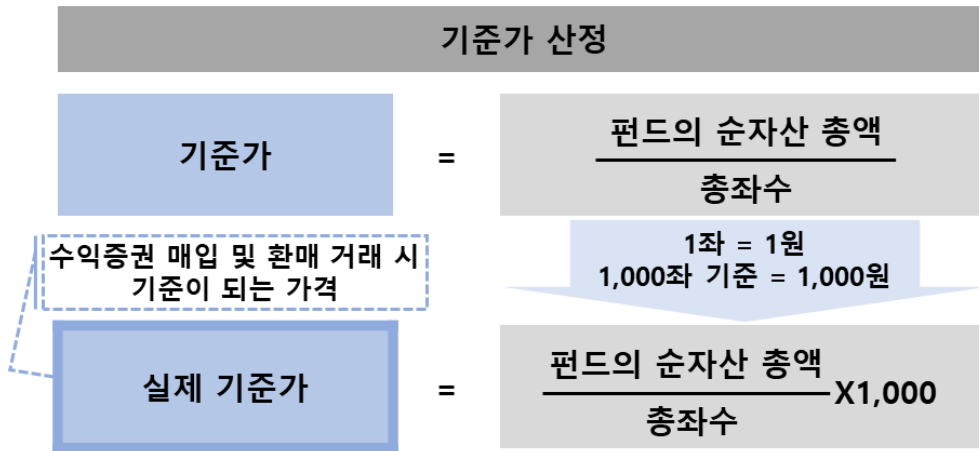 기준가 산정
기준가
=
펀드의 순자산 총액
총좌수
수익증권 매입 및 환매 거래 시
기준이 되는 가격
1좌 = 1원
1,000좌 기준 = 1,000원
실제 기준가
=
펀드의 순자산 총액
총좌수
X1,000